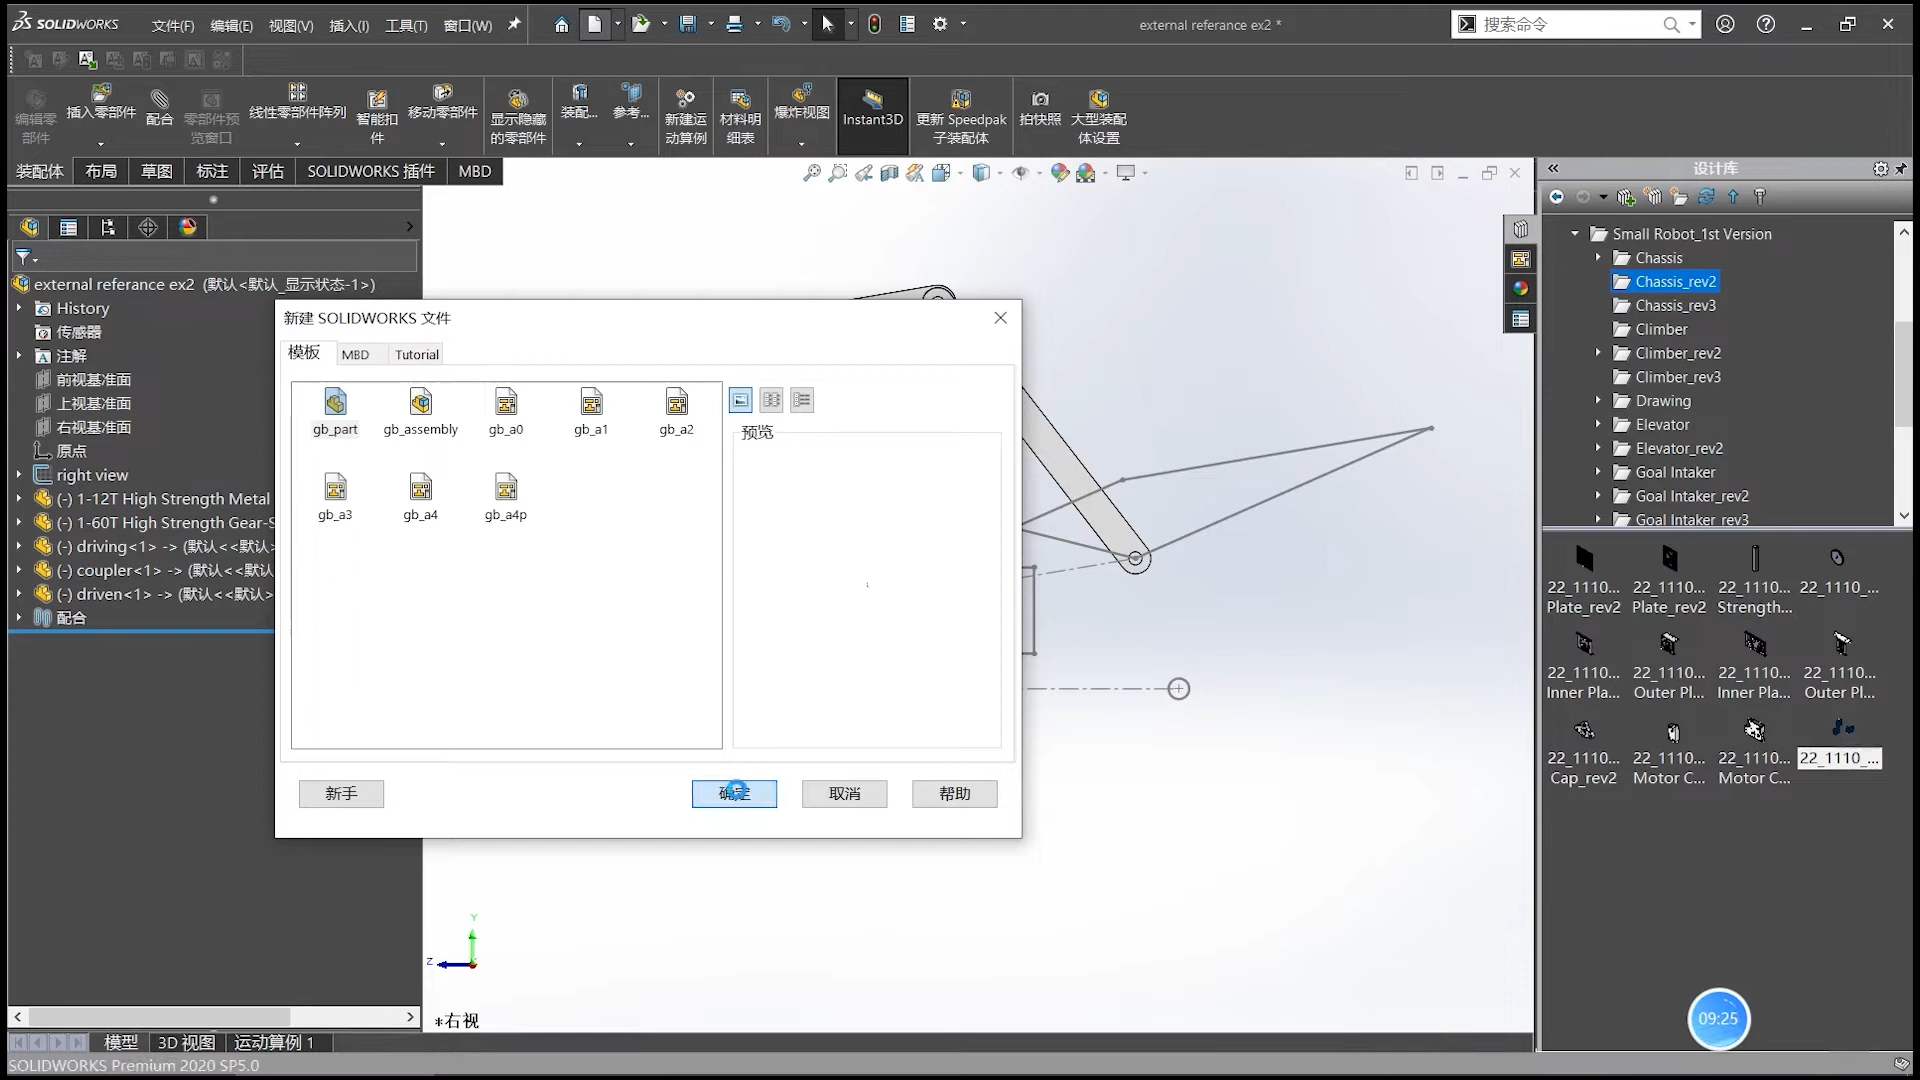 SOLIDWORKS 文件(F) 编辑(E) 视图(V) 插入(I) 工具(T) 窗口(W)
external referance ex2 *
搜索命令
编辑零部件
插入零部件
配合
零部件预览窗口
线性零部件阵列
智能扣件
移动零部件
显示隐藏的零部件
装配...
参考...
新建运动算例
材料明细表
爆炸视图
Instant3D
更新 Speedpak 子装配体
拍快照
大型装配体设置
装配体 布局 草图 标注 评估 SOLIDWORKS 插件 MBD
external referance ex2 (默认<默认_显示状态-1>)
History
传感器
注解
前视基准面
上视基准面
右视基准面
原点
right view
(-) 1-12T High Strength Metal
(-) 1-60T High Strength Gear-S
(-) driving<1> -> (默认<<默认>
(-) coupler<1> -> (默认<<默认
(-) driven<1> -> (默认<<默认>
配合
新建 SOLIDWORKS 文件
模板 MBD Tutorial
gb_part gb_assembly gb_a0 gb_a1 gb_a2
gb_a3 gb_a4 gb_a4p
预览
新手 确定 取消 帮助
设计库
Small Robot_1st Version
Chassis
Chassis_rev2
Chassis_rev3
Climber
Climber_rev2
Climber_rev3
Drawing
Elevator
Elevator_rev2
Goal Intaker
Goal Intaker_rev2
Goal Intaker_rev3
22_1110... 22_1110... 22_1110... 22_1110_...
Plate_rev2 Plate_rev2 Strength...
22_1110... 22_1110... 22_1110... 22_1110...
Inner Pla... Outer Pl... Inner Pla... Outer Pl...
22_1110... 22_1110... 22_1110... 22_1110_...
Cap_rev2 Motor C... Motor C...
09:25
Y
Z
*右视
模型 3D 视图 运动算例 1
SOLIDWORKS Premium 2020 SP5.0